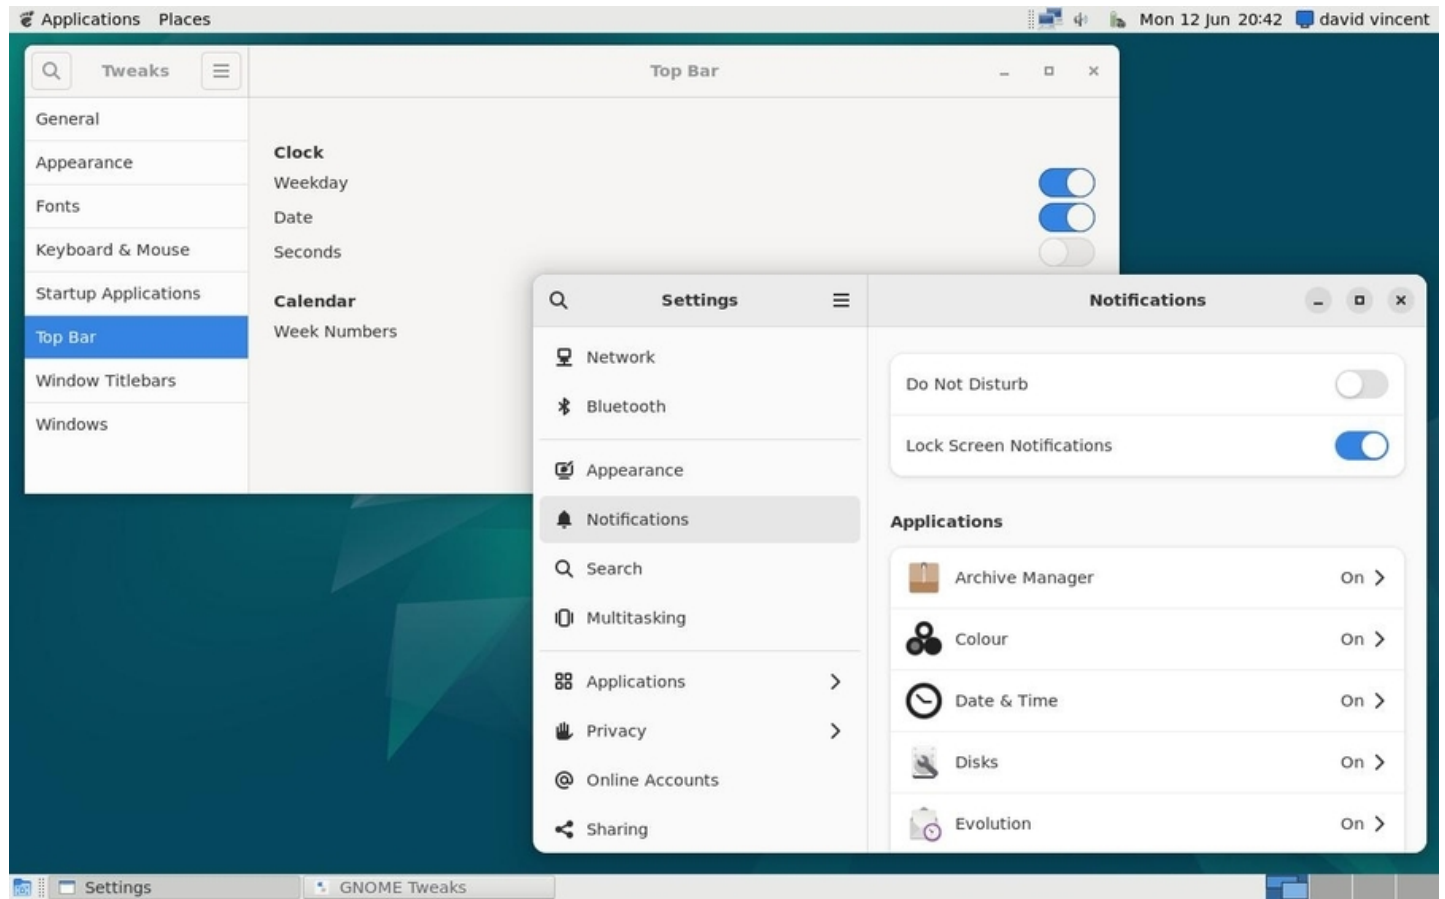 Applications Places Mon 12 Jun 20:42 david vincent
Tweaks
Top Bar
General
Appearance
Fonts
Keyboard & Mouse
Startup Applications
Top Bar
Window Titlebars
Windows
Clock
Weekday
Date
Seconds
Calendar
Week Numbers
Settings
Notifications
Network
Bluetooth
Appearance
Notifications
Search
Multitasking
Applications
Privacy
Online Accounts
Sharing
Do Not Disturb
Lock Screen Notifications
Applications
Archive Manager On
Colour On
Date & Time On
Disks On
Evolution On
Settings GNOME Tweaks